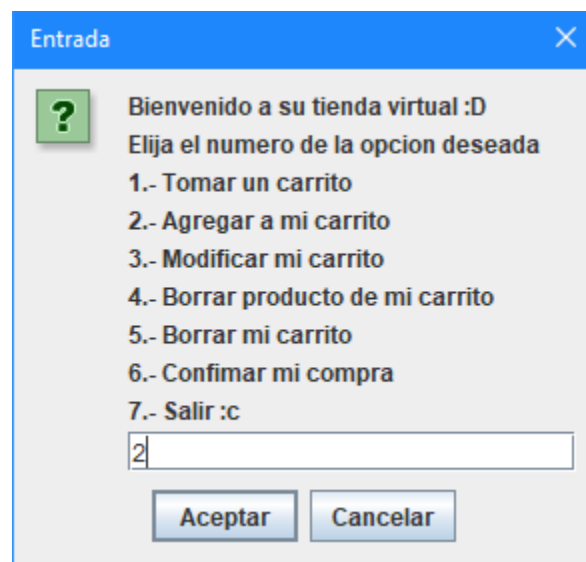 Entrada
?
Bienvenido a su tienda virtual :D
Elija el numero de la opcion deseada
1.- Tomar un carrito
2.- Agregar a mi carrito
3.- Modificar mi carrito
4.- Borrar producto de mi carrito
5.- Borrar mi carrito
6.- Confimar mi compra
7.- Salir :c
2
Aceptar Cancelar